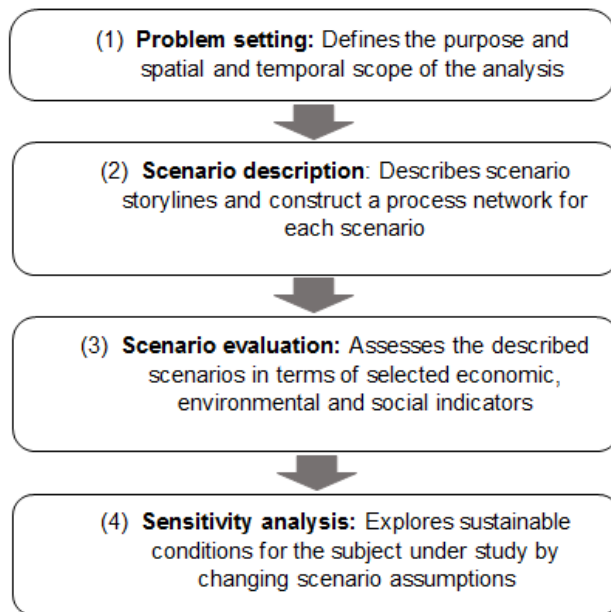 (1) Problem setting: Defines the purpose and
spatial and temporal scope of the analysis
(2) Scenario description: Describes scenario
storylines and construct a process network for
each scenario
(3) Scenario evaluation: Assesses the described
scenarios in terms of selected economic,
environmental and social indicators
(4) Sensitivity analysis: Explores sustainable
conditions for the subject under study by
changing scenario assumptions